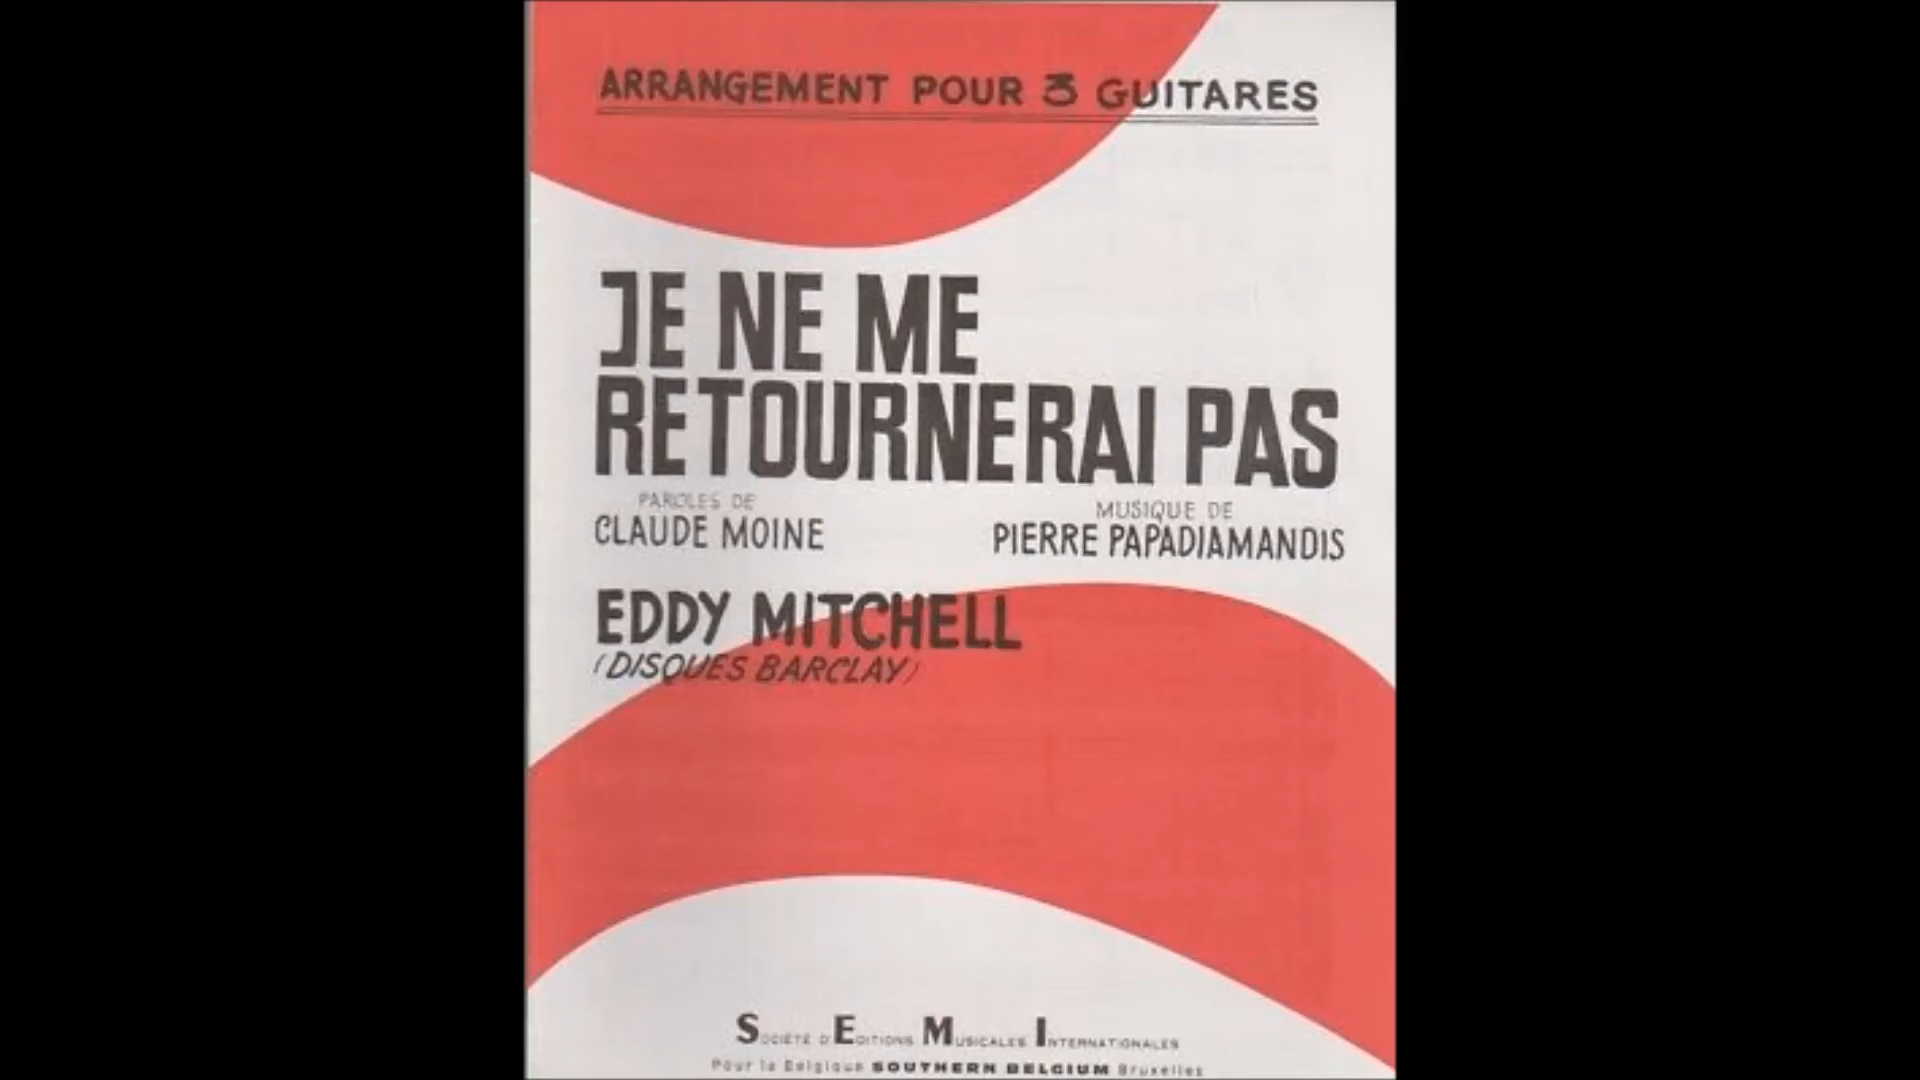 ARRANGEMENT POUR 3 GUITARES
JE NE ME
RETOURNERAI PAS
PAROLES DE
CLAUDE MOINE
MUSIQUE DE
PIERRE PAPADIAMANDIS
EDDY MITCHELL
(DISQUES BARCLAY)
SOCIÉTÉ D'EDITIONS MUSICALES INTERNATIONALES
Pour la Belgique SOUTHERN BELGIUM Bruxelles